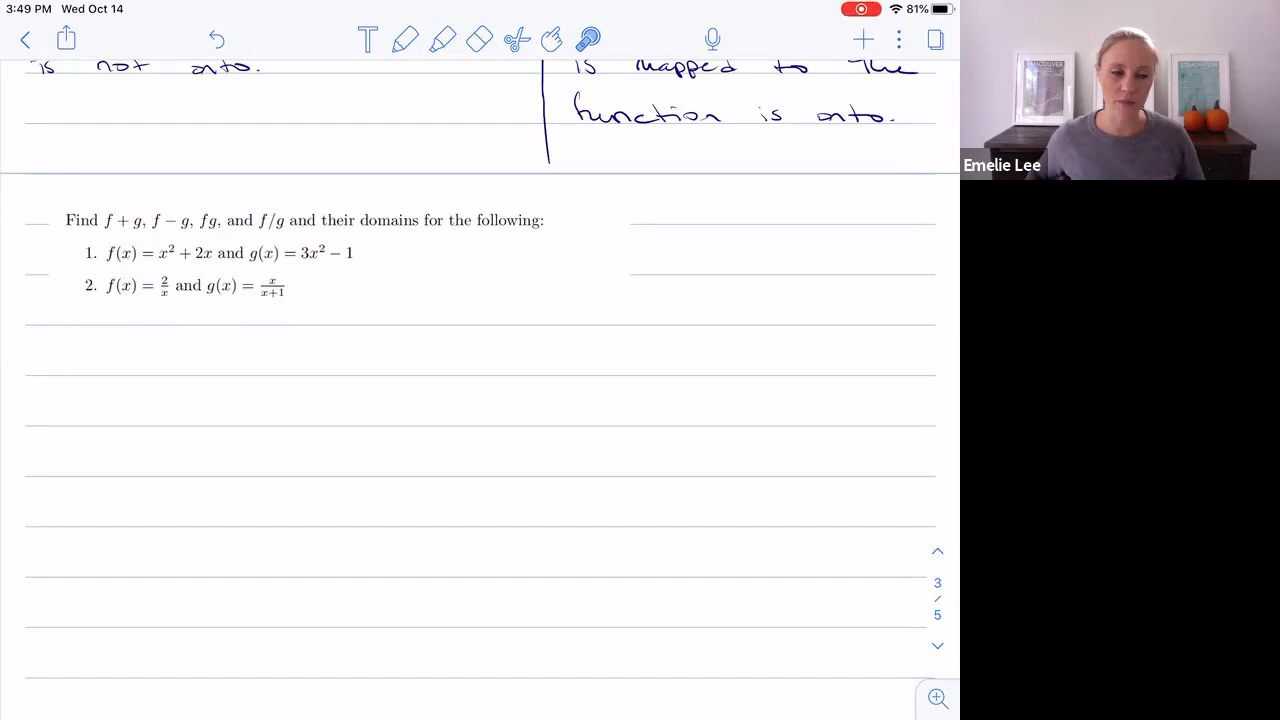 3:49 PM Wed Oct 14
81%
is not onto.
is mapped to the
function is onto.
VANCOUVER
EDMONTON
Emelie Lee
Find f + g, f − g, fg, and f/g and their domains for the following:
1. f(x) = x² + 2x and g(x) = 3x² − 1
2. f(x) = 2/x and g(x) = x/(x+1)
3
/
5